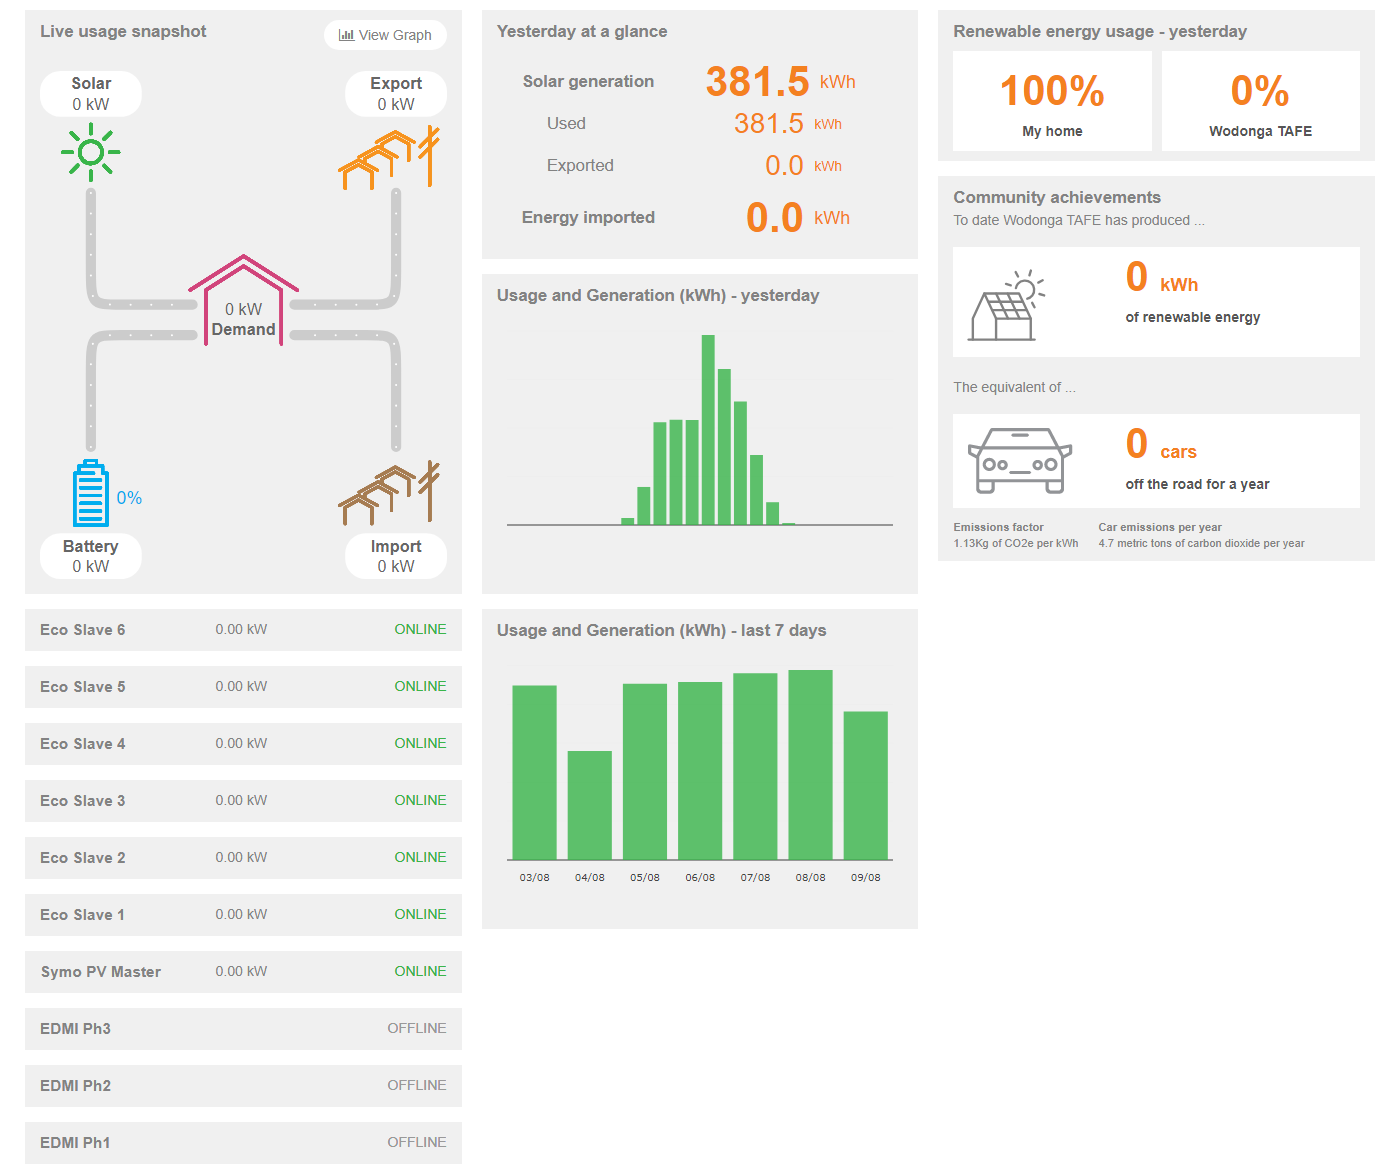 Live usage snapshot
View Graph
Solar
0 kW
Export
0 kW
0 kW
Demand
0%
Battery
0 kW
Import
0 kW
Eco Slave 6 0.00 kW ONLINE
Eco Slave 5 0.00 kW ONLINE
Eco Slave 4 0.00 kW ONLINE
Eco Slave 3 0.00 kW ONLINE
Eco Slave 2 0.00 kW ONLINE
Eco Slave 1 0.00 kW ONLINE
Symo PV Master 0.00 kW ONLINE
EDMI Ph3 OFFLINE
EDMI Ph2 OFFLINE
EDMI Ph1 OFFLINE
Yesterday at a glance
Solar generation 381.5 kWh
Used 381.5 kWh
Exported 0.0 kWh
Energy imported 0.0 kWh
Usage and Generation (kWh) - yesterday
Usage and Generation (kWh) - last 7 days
03/08 04/08 05/08 06/08 07/08 08/08 09/08
Renewable energy usage - yesterday
100%
My home
0%
Wodonga TAFE
Community achievements
To date Wodonga TAFE has produced ...
0 kWh
of renewable energy
The equivalent of ...
0 cars
off the road for a year
Emissions factor
1.13Kg of CO2e per kWh
Car emissions per year
4.7 metric tons of carbon dioxide per year